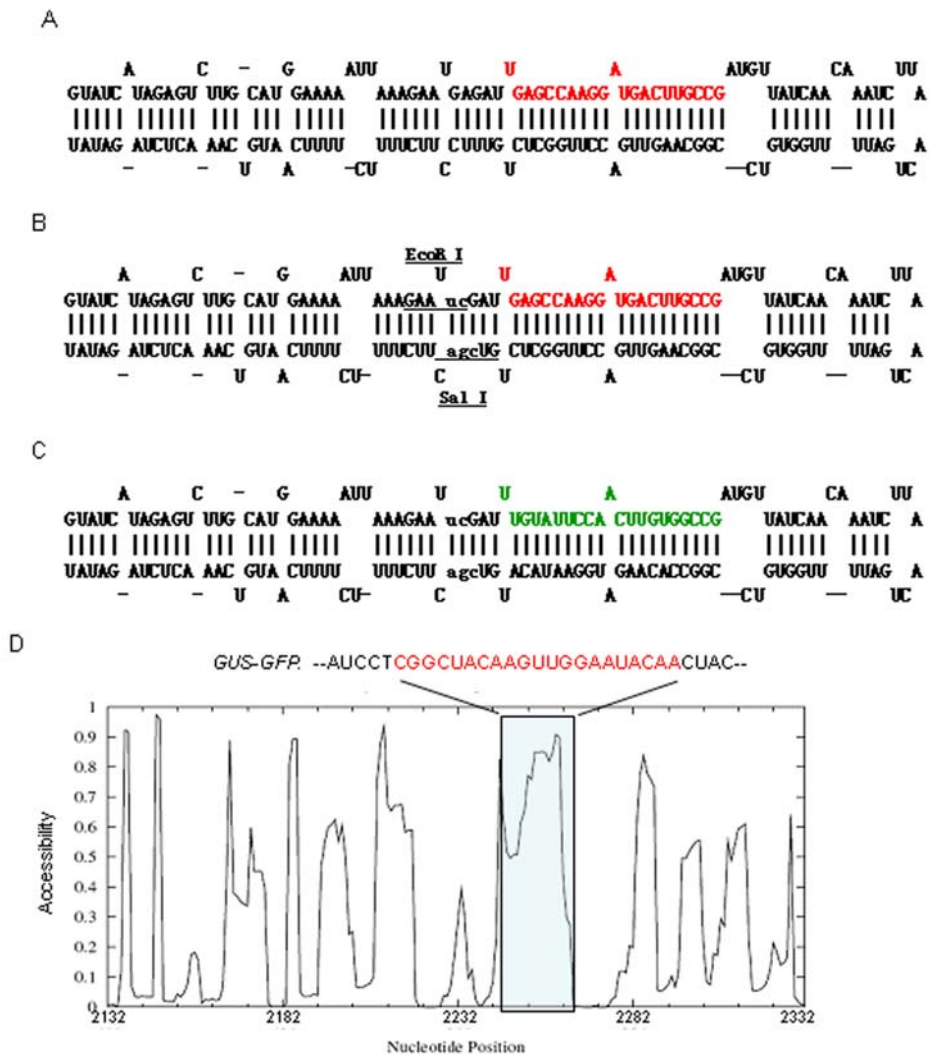 A
A C - G AUU U U A AUGU CA UU
GUAUC UAGAGU UUG CAU GAAAA AAAGAA GAGAU GAGCCAAGG UGACUUGCCG UAUCAA AAUC A
UAUAG AUCUCA AAC GUA CUUUU UUUCUU CUUUG CUCGGUUCC GUUGAACGGC GUGGUU UUAG A
- - U A -CU C U A --CU -- UC
B
EcoR I
A C - G AUU U U A AUGU CA UU
GUAUC UAGAGU UUG CAU GAAAA AAAGAA ucGAU GAGCCAAGG UGACUUGCCG UAUCAA AAUC A
UAUAG AUCUCA AAC GUA CUUUU UUUCUU agcUG CUCGGUUCC GUUGAACGGC GUGGUU UUAG A
- - U A CU- C U A --CU -- UC
Sal I
C
A C - G AUU U U A AUGU CA UU
GUAUC UAGAGU UUG CAU GAAAA AAAGAA ucGAU UGUAUUCCA CUUGUGGCCG UAUCAA AAUC A
UAUAG AUCUCA AAC GUA CUUUU UUUCUU agcUG ACAUAAGGU GAACACCGGC GUGGUU UUAG A
- - U A CU- C U A --CU -- UC
D
GUS-GFP. --AUCCTCGGCUACAAGUUGGAAUACAACUAC--
1
0.9
0.8
0.7
0.6
0.5
0.4
0.3
0.2
0.1
0
Accessibility
2132 2182 2232 2282 2332
Nucleotide Position